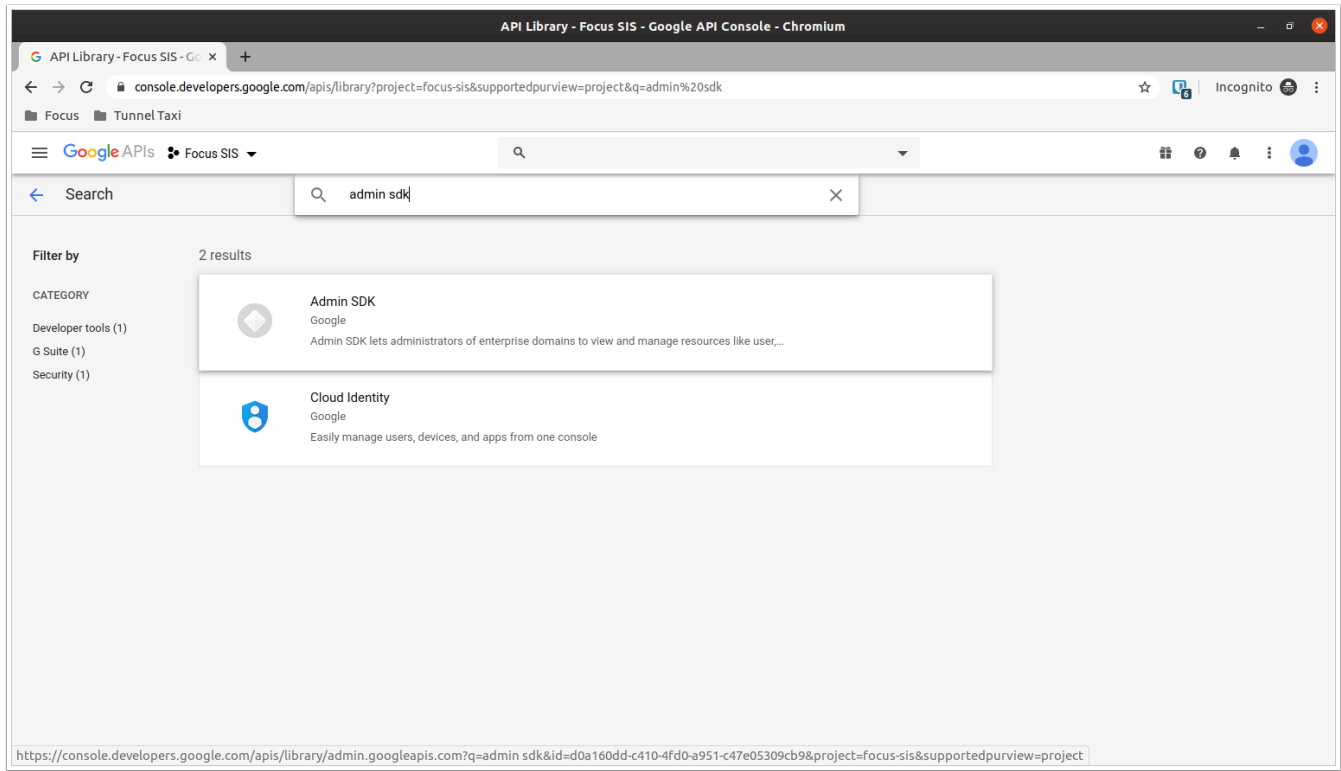 API Library - Focus SIS - Google API Console - Chromium
API Library - Focus SIS - Go
console.developers.google.com/apis/library?project=focus-sis&supportedpurview=project&q=admin%20sdk
6
Incognito
Focus
Tunnel Taxi
Google APIs
Focus SIS
Search
admin sdk
Filter by
2 results
CATEGORY
Developer tools (1)
G Suite (1)
Security (1)
Admin SDK
Google
Admin SDK lets administrators of enterprise domains to view and manage resources like user,...
Cloud Identity
Google
Easily manage users, devices, and apps from one console
https://console.developers.google.com/apis/library/admin.googleapis.com?q=admin sdk&id=d0a160dd-c410-4fd0-a951-c47e05309cb9&project=focus-sis&supportedpurview=project